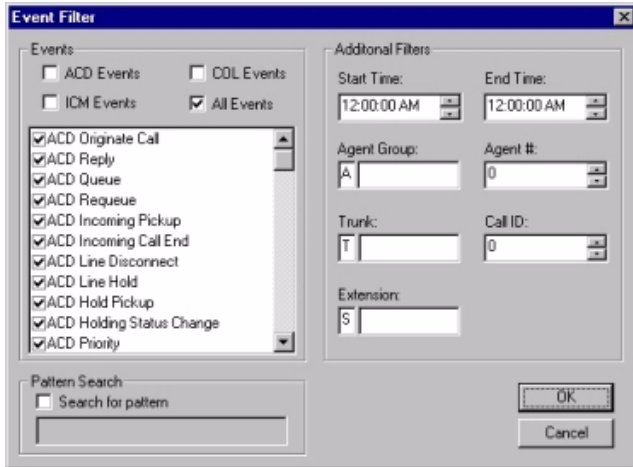 Event Filter
Events
ACD Events
COL Events
ICM Events
All Events
ACD Originate Call
ACD Reply
ACD Queue
ACD Requeue
ACD Incoming Pickup
ACD Incoming Call End
ACD Line Disconnect
ACD Line Hold
ACD Hold Pickup
ACD Holding Status Change
ACD Priority
Pattern Search
Search for pattern
Additonal Filters
Start Time:
End Time:
12:00:00 AM
12:00:00 AM
Agent Group:
Agent #:
A
0
Trunk:
Call ID:
T
0
Extension:
S
OK
Cancel